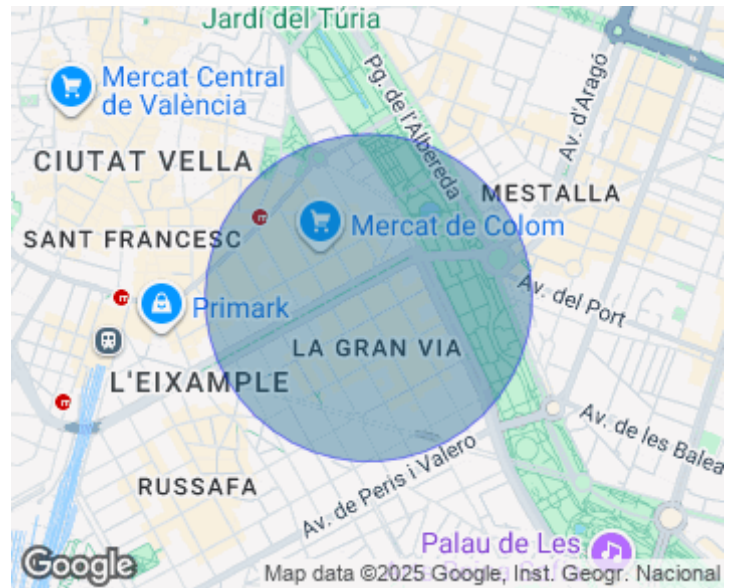 Jardí del Túria
Mercat Central
de València
Pg. de l'Albereda
Av. d'Aragó
CIUTAT VELLA
MESTALLA
Mercat de Colom
SANT FRANCESC
Av. del Port
Primark
LA GRAN VIA
L'EIXAMPLE
Av. de les Balea
Av. de Peris i Valero
RUSSAFA
Palau de Les
Google
Map data ©2025 Google, Inst. Geogr. Nacional